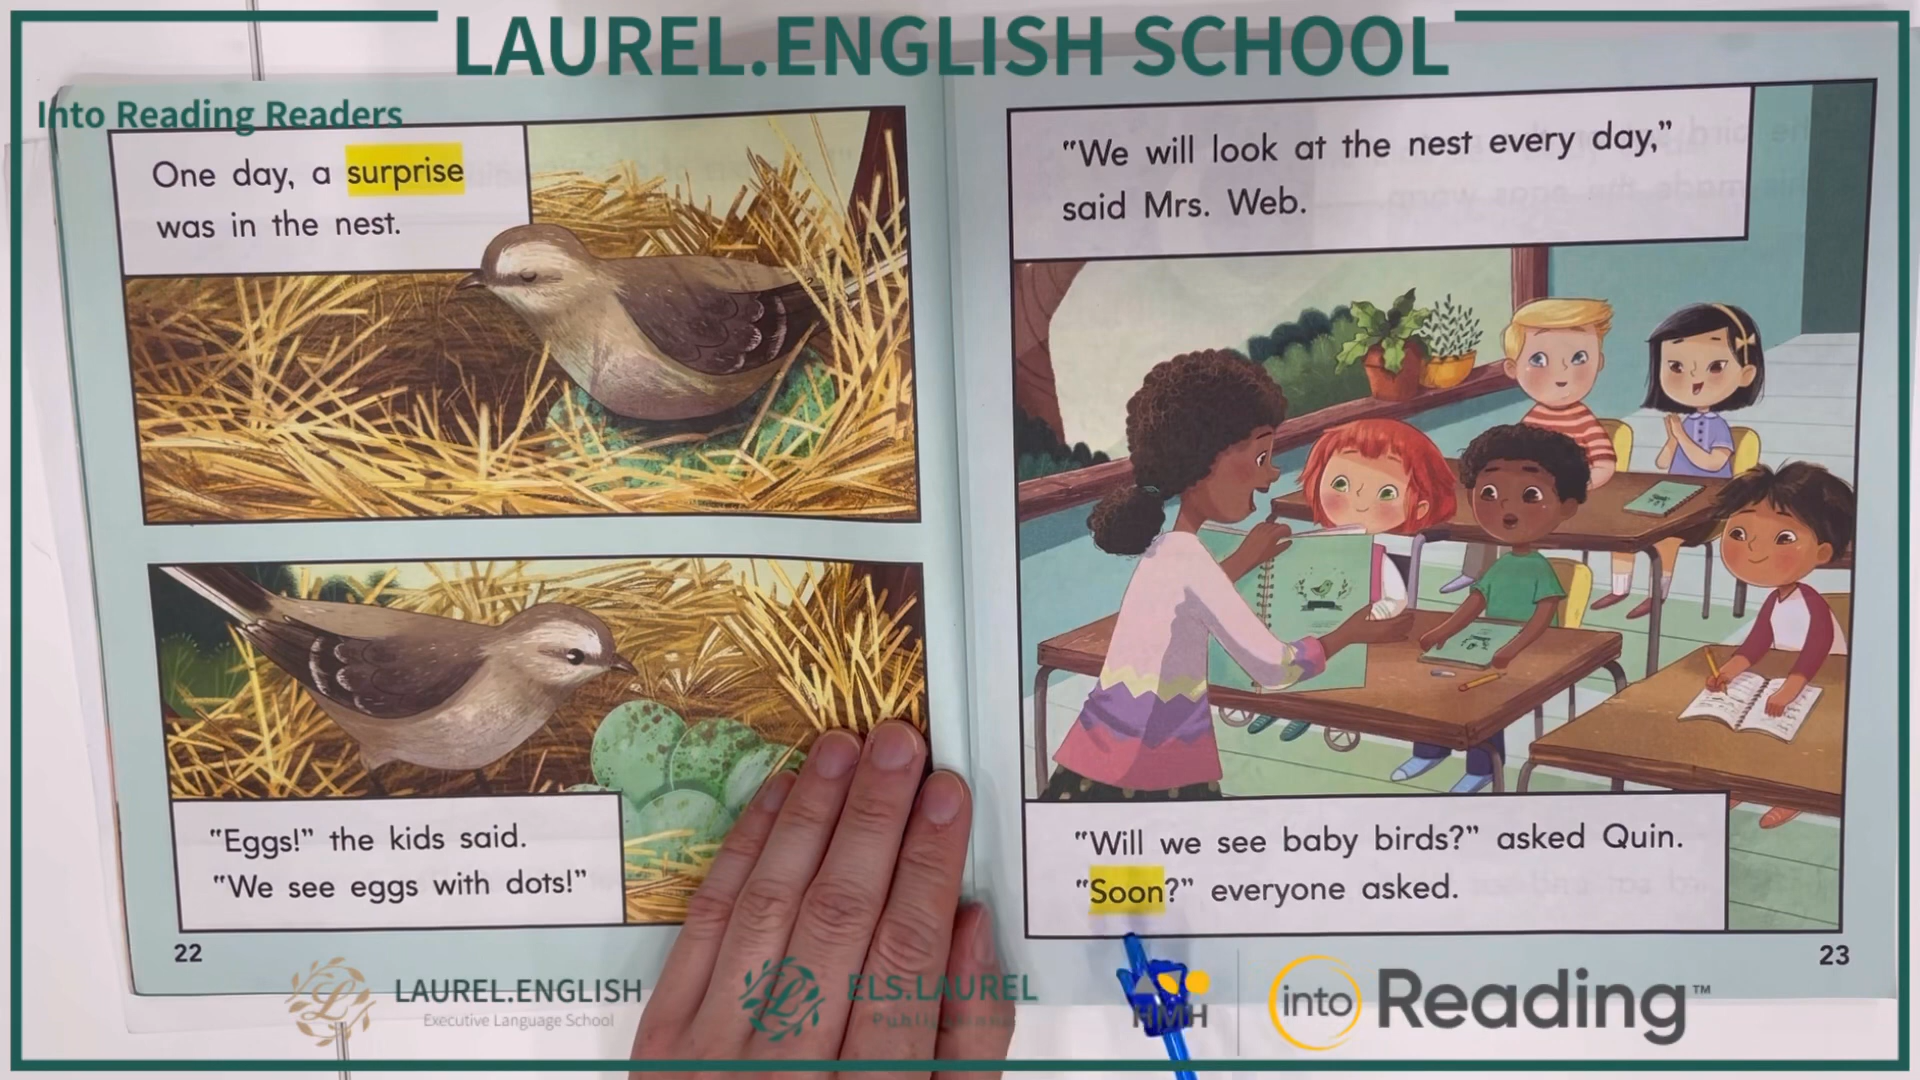 LAUREL.ENGLISH SCHOOL
Into Reading Readers
One day, a surprise
was in the nest.
"Eggs!" the kids said.
"We see eggs with dots!"
22
"We will look at the nest every day,"
said Mrs. Web.
"Will we see baby birds?" asked Quin.
"Soon?" everyone asked.
23
LAUREL.ENGLISH
Executive Language School
ELS.LAUREL
Publications
HMH
into Reading™